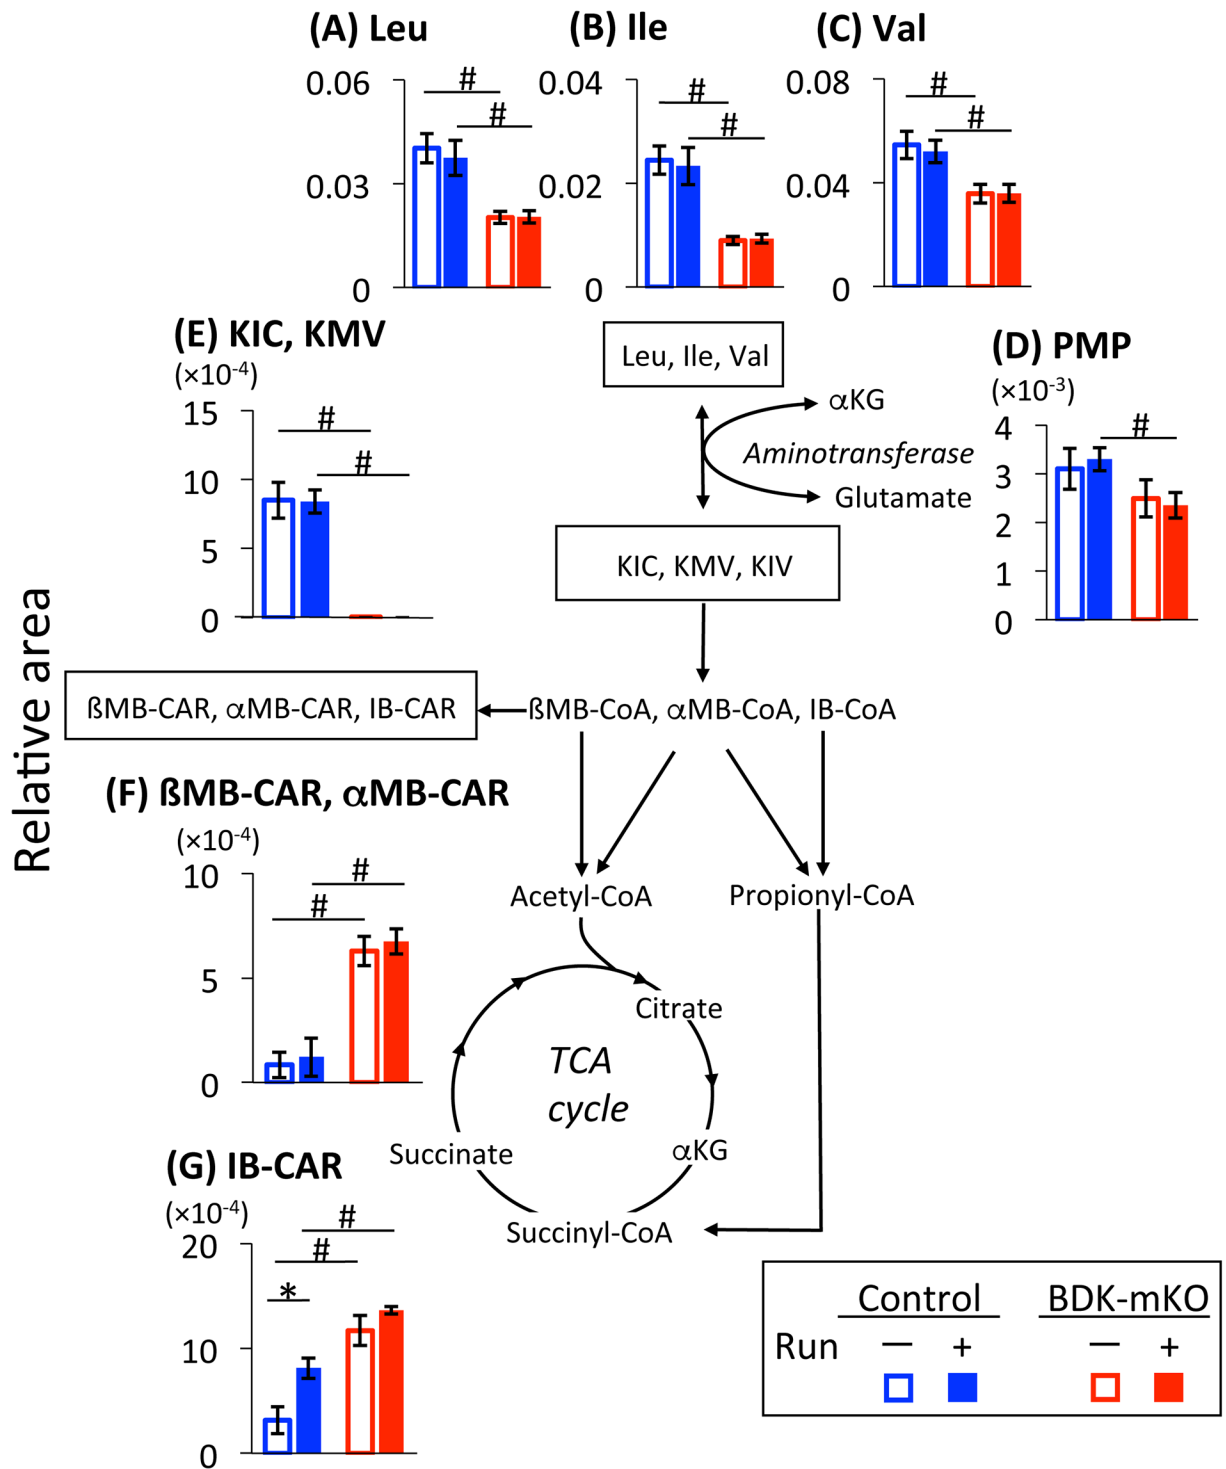 (A) Leu
(B) Ile
(C) Val
0.06
0.03
0
#
#
0.04
0.02
0
#
#
0.08
0.04
0
#
#
(E) KIC, KMV
(×10-4)
15
10
5
0
#
#
Leu, Ile, Val
αKG
Aminotransferase
Glutamate
(D) PMP
(×10-3)
4
3
2
1
0
#
KIC, KMV, KIV
Relative area
ßMB-CAR, αMB-CAR, IB-CAR
ßMB-CoA, αMB-CoA, IB-CoA
(F) ßMB-CAR, αMB-CAR
(×10-4)
10
5
0
#
#
Acetyl-CoA
Propionyl-CoA
Citrate
TCA
cycle
αKG
Succinate
Succinyl-CoA
(G) IB-CAR
(×10-4)
20
10
0
#
#
*
Control
BDK-mKO
Run − + − +